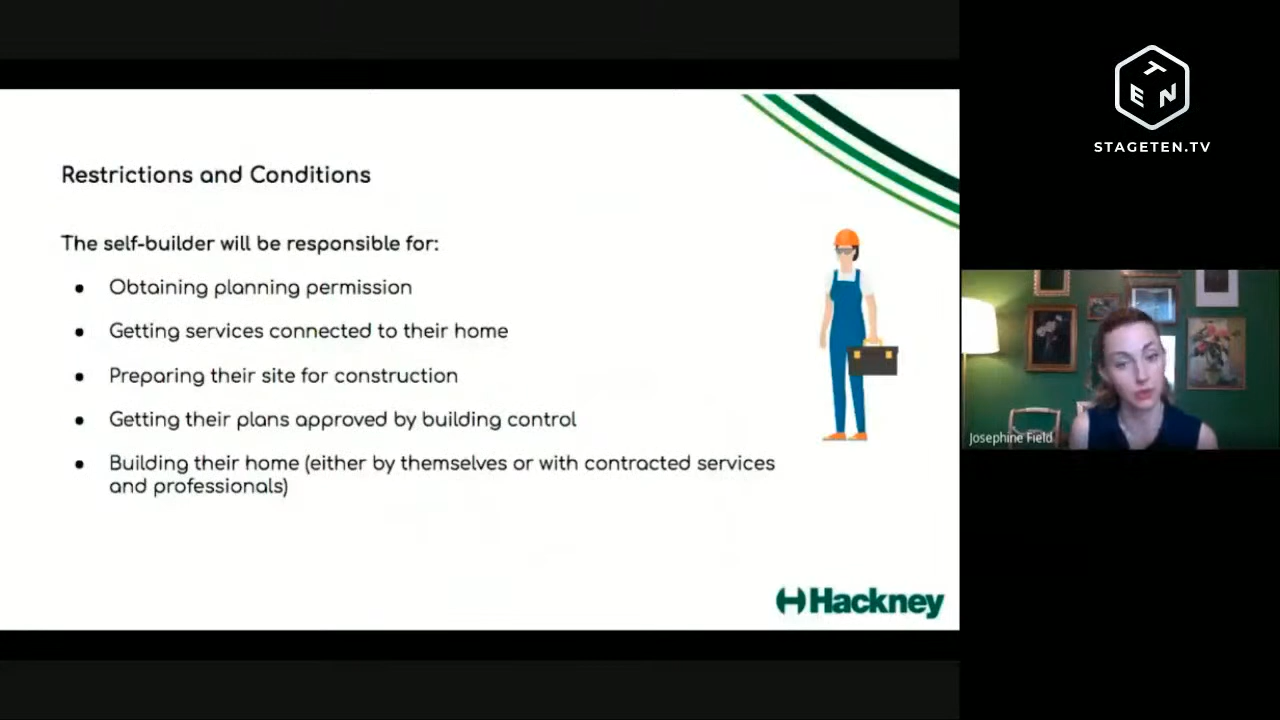 Restrictions and Conditions
The self-builder will be responsible for:
• Obtaining planning permission
• Getting services connected to their home
• Preparing their site for construction
• Getting their plans approved by building control
• Building their home (either by themselves or with contracted services
and professionals)
Hackney
TEN
STAGETEN.TV
Josephine Field